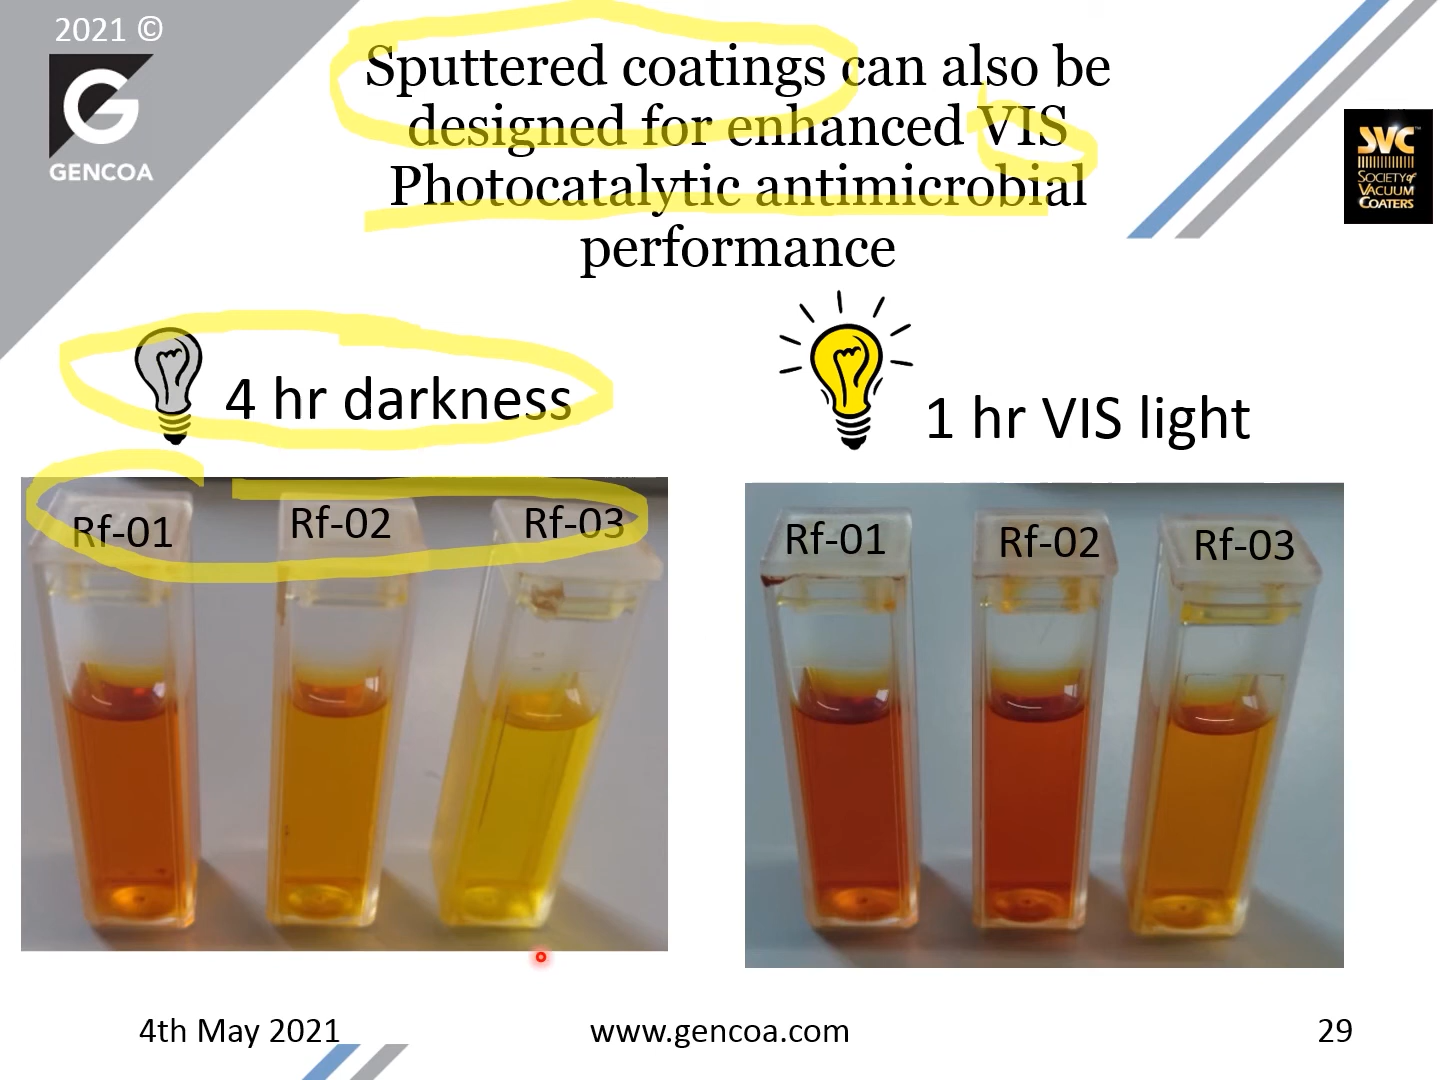 2021 ©
GENCOA
Sputtered coatings can also be
designed for enhanced VIS
Photocatalytic antimicrobial
performance
SVC™
SOCIETY of
VACUUM
COATERS
4 hr darkness
1 hr VIS light
Rf-01 Rf-02 Rf-03
Rf-01 Rf-02 Rf-03
4th May 2021
www.gencoa.com
29